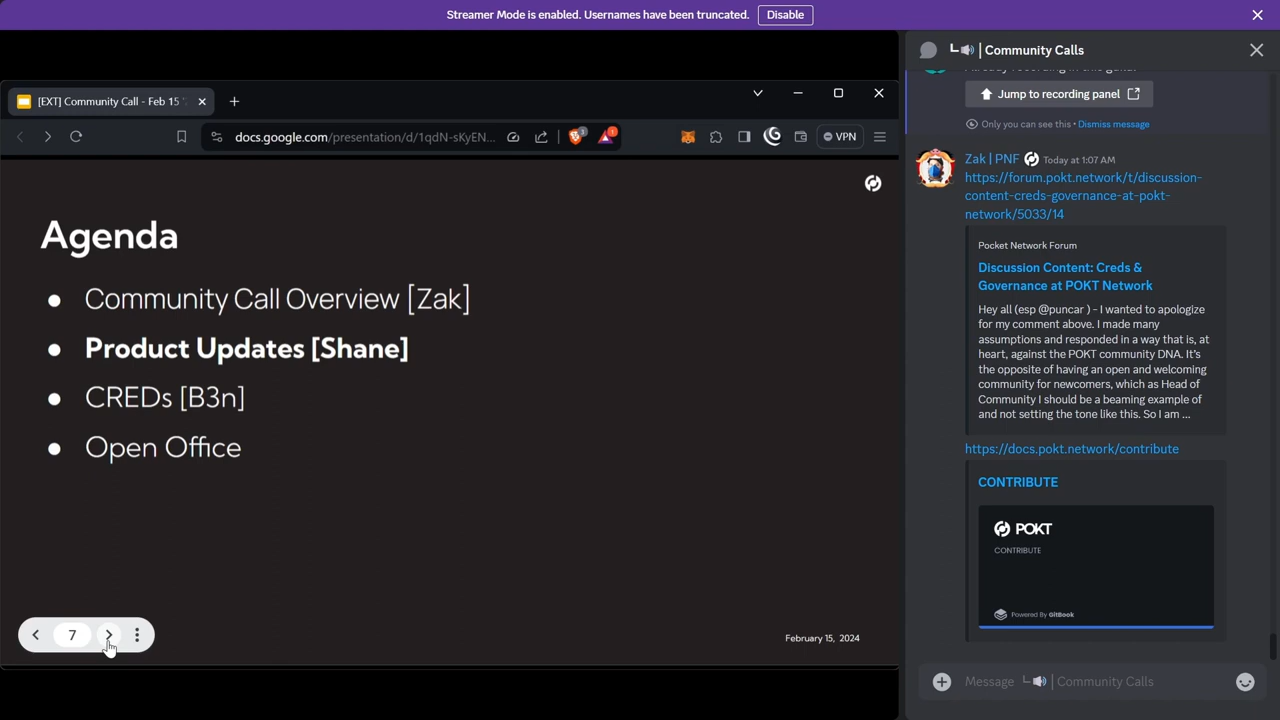 Streamer Mode is enabled. Usernames have been truncated.
Disable
[EXT] Community Call - Feb 15 '
docs.google.com/presentation/d/1qdN-sKyEN...
3
1
VPN
Agenda
Community Call Overview [Zak]
Product Updates [Shane]
CREDs [B3n]
Open Office
7
February 15, 2024
Community Calls
Jump to recording panel
Only you can see this • Dismiss message
Zak | PNF
Today at 1:07 AM
https://forum.pokt.network/t/discussion-
content-creds-governance-at-pokt-
network/5033/14
Pocket Network Forum
Discussion Content: Creds &
Governance at POKT Network
Hey all (esp @puncar ) - I wanted to apologize
for my comment above. I made many
assumptions and responded in a way that is, at
heart, against the POKT community DNA. It's
the opposite of having an open and welcoming
community for newcomers, which as Head of
Community I should be a beaming example of
and not setting the tone like this. So I am ...
https://docs.pokt.network/contribute
CONTRIBUTE
POKT
CONTRIBUTE
Powered By GitBook
Message
Community Calls